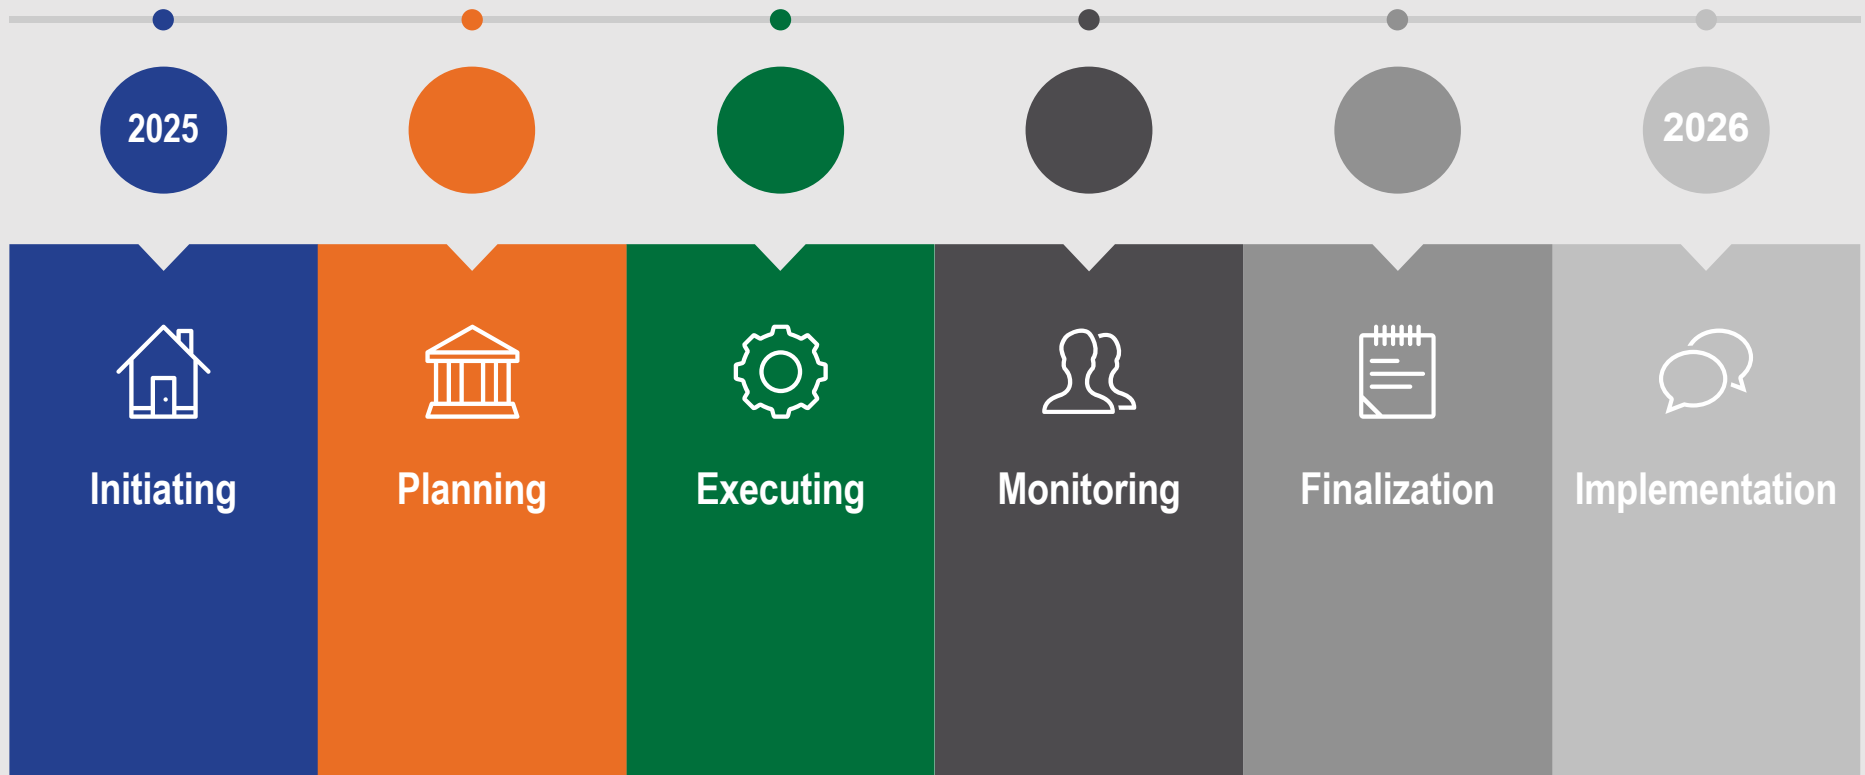 2025
2026
Initiating
Planning
Executing
Monitoring
Finalization
Implementation